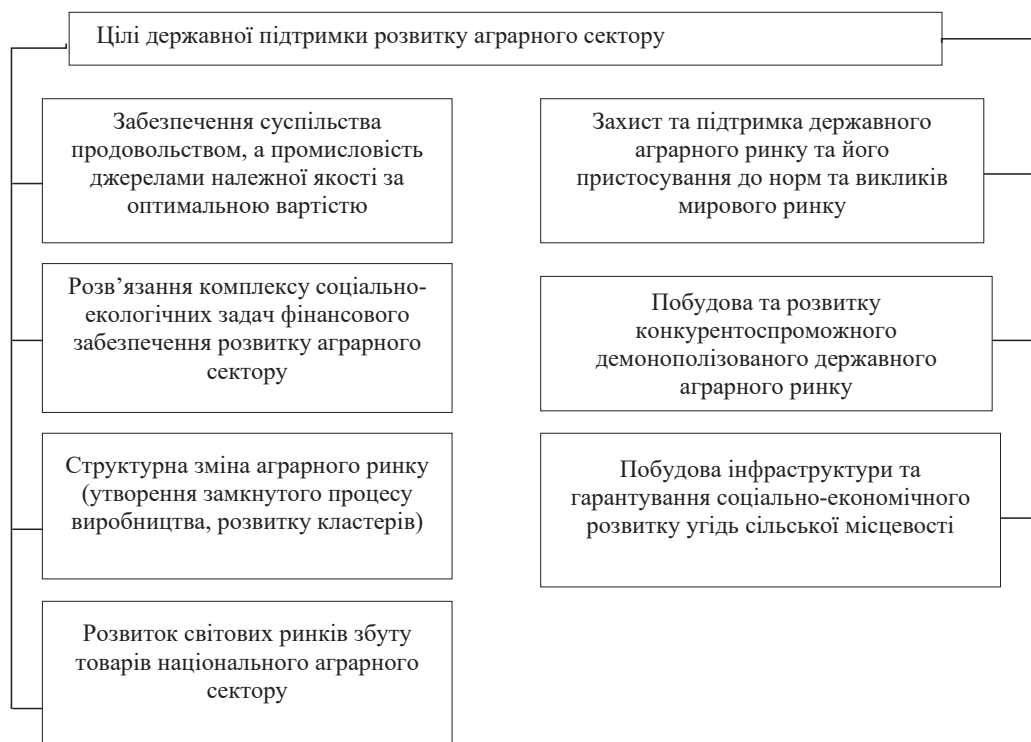 Цілі державної підтримки розвитку аграрного сектору
Забезпечення суспільства
продовольством, а промисловість
джерелами належної якості за
оптимальною вартістю
Захист та підтримка державного
аграрного ринку та його
пристосування до норм та викликів
мирового ринку
Розв’язання комплексу соціально-
екологічних задач фінансового
забезпечення розвитку аграрного
сектору
Побудова та розвитку
конкурентоспроможного
демонополізованого державного
аграрного ринку
Структурна зміна аграрного ринку
(утворення замкнутого процесу
виробництва, розвитку кластерів)
Побудова інфраструктури та
гарантування соціально-економічного
розвитку угідь сільської місцевості
Розвиток світових ринків збуту
товарів національного аграрного
сектору